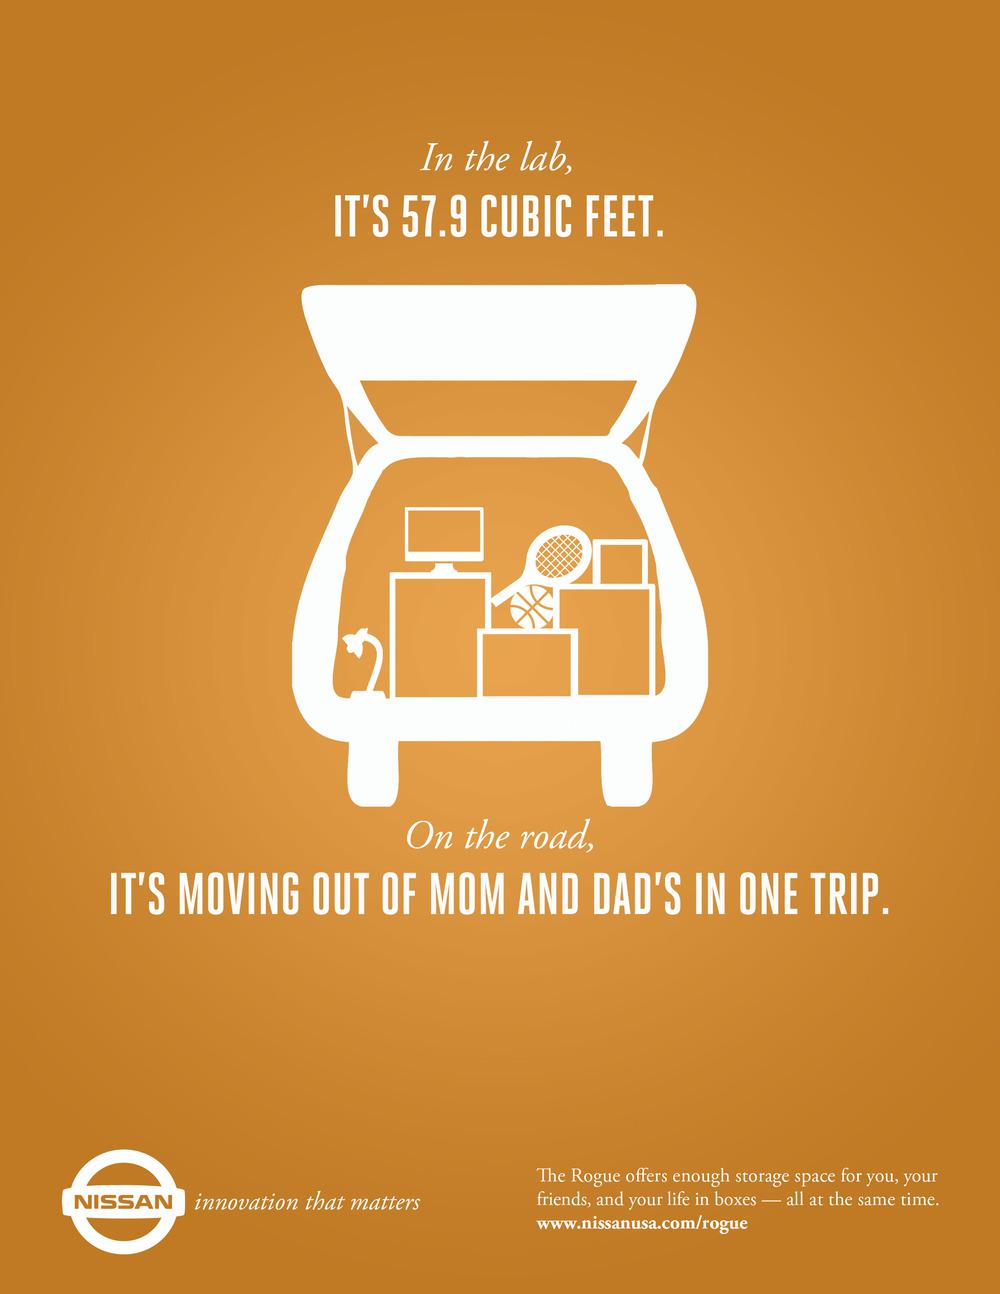 In the lab,
IT'S 57.9 CUBIC FEET.
On the road,
IT'S MOVING OUT OF MOM AND DAD'S IN ONE TRIP.
NISSAN
innovation that matters
The Rogue offers enough storage space for you, your
friends, and your life in boxes — all at the same time.
www.nissanusa.com/rogue